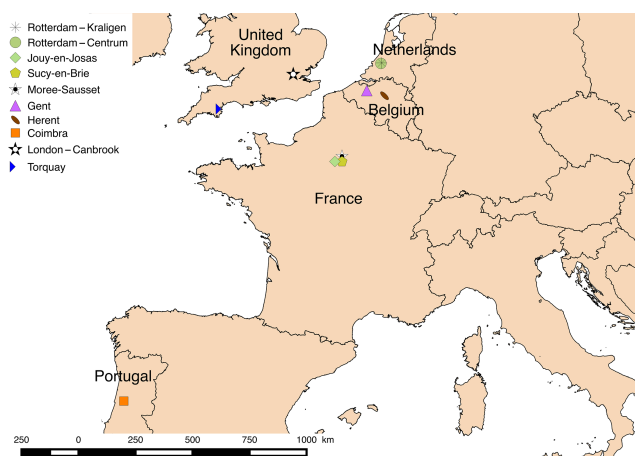 Rotterdam – Kraligen
Rotterdam – Centrum
Jouy-en-Josas
Sucy-en-Brie
Moree-Sausset
Gent
Herent
Coimbra
London – Canbrook
Torquay
United
Kingdom
Netherlands
Belgium
France
Portugal
250 0 250 500 750 1000 km